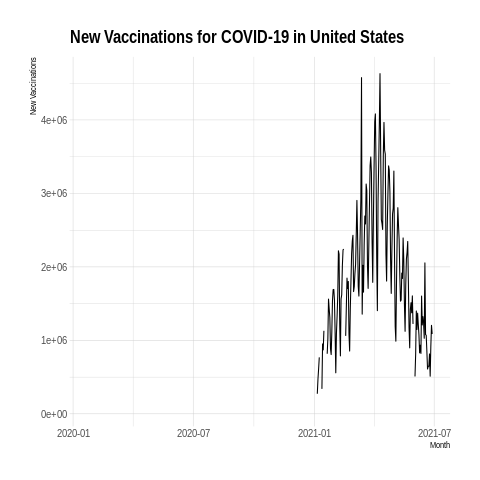 New Vaccinations for COVID-19 in United States
New Vaccinations
4e+06
3e+06
2e+06
1e+06
0e+00
2020-01
2020-07
2021-01
2021-07
Month